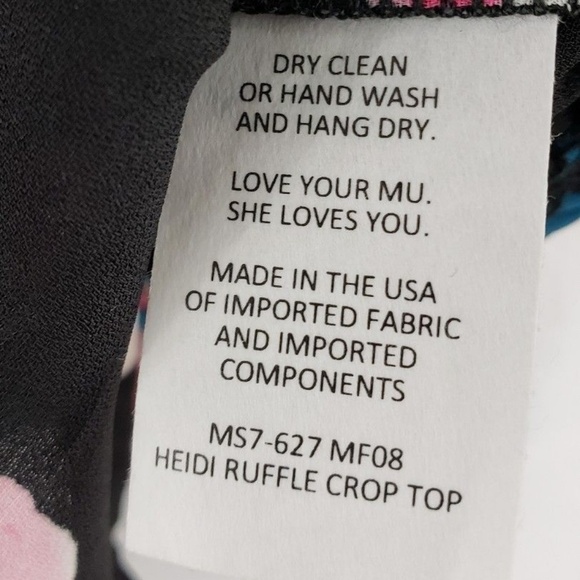 DRY CLEAN
OR HAND WASH
AND HANG DRY.
LOVE YOUR MU.
SHE LOVES YOU.
MADE IN THE USA
OF IMPORTED FABRIC
AND IMPORTED
COMPONENTS
MS7-627 MF08
HEIDI RUFFLE CROP TOP